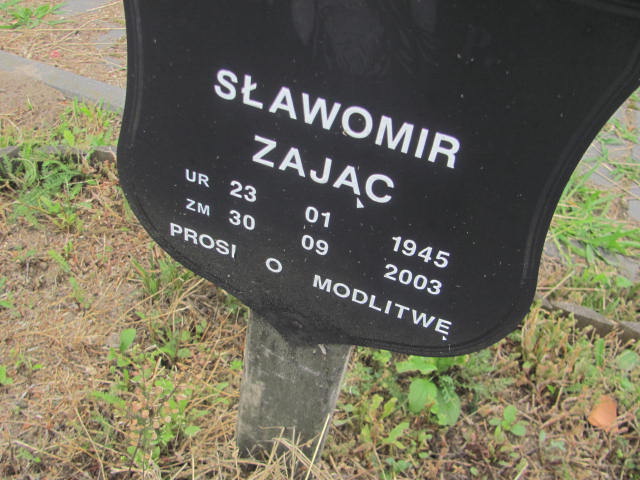 SŁAWOMIR
ZAJĄC
UR 23 01 1945
ZM 30 09 2003
PROSI O MODLITWĘ